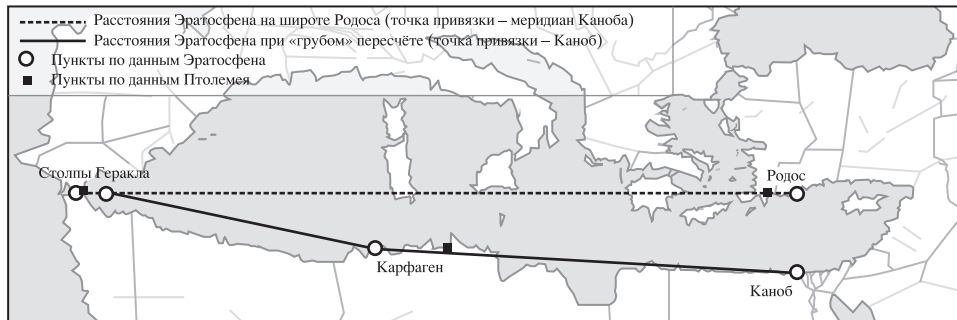 Расстояния Эратосфена на широте Родоса (точка привязки – меридиан Каноба)
Расстояния Эратосфена при «грубом» пересчёте (точка привязки – Каноб)
Пункты по данным Эратосфена
Пункты по данным Птолемея
Столпы Геракла
Родос
Карфаген
Каноб